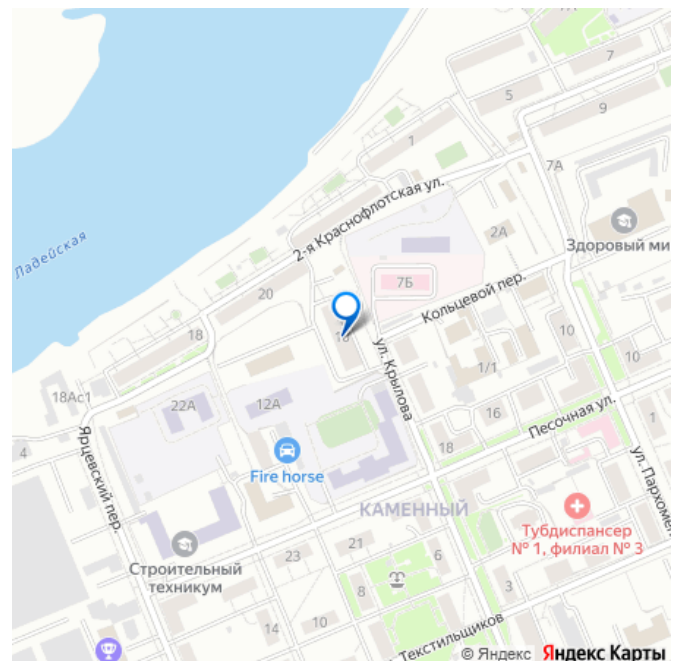 7
5
9
1
7А
2-я Краснофлотская ул.
2А
Здоровый ми
Ладейская
7Б
Кольцевой пер.
20
18
10
ул. Крылова
1/1
10
18Ас1
22А
12А
16
Песочная ул.
1
4
Ярцевский пер.
Fire horse
18
ул. Пархомен
КАМЕННЫЙ
Тубдиспансер
№ 1, филиал № 3
Строительный
техникум
23
21
6
8
3
14
10
Текстильщиков
© Яндекс Яндекс Карты